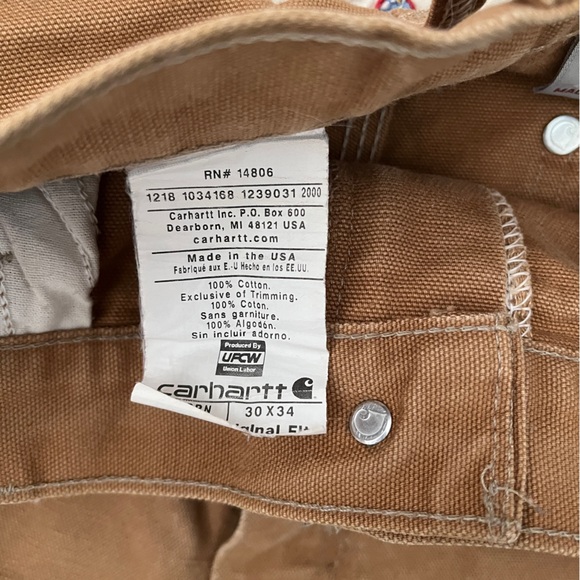 RN# 14806
1218 1034168 1239031 2000
Carhartt Inc. P.O. Box 600
Dearborn, MI 48121 USA
carhartt.com
Made in the USA
Fabriqué aux E.-U Hecho en los EE.UU.
100% Cotton.
Exclusive of Trimming.
100% Coton.
Sans garniture.
100% Algodón.
Sin incluir adorno.
Produced By
UFCW
Union Labor
carhartt
30 X 34